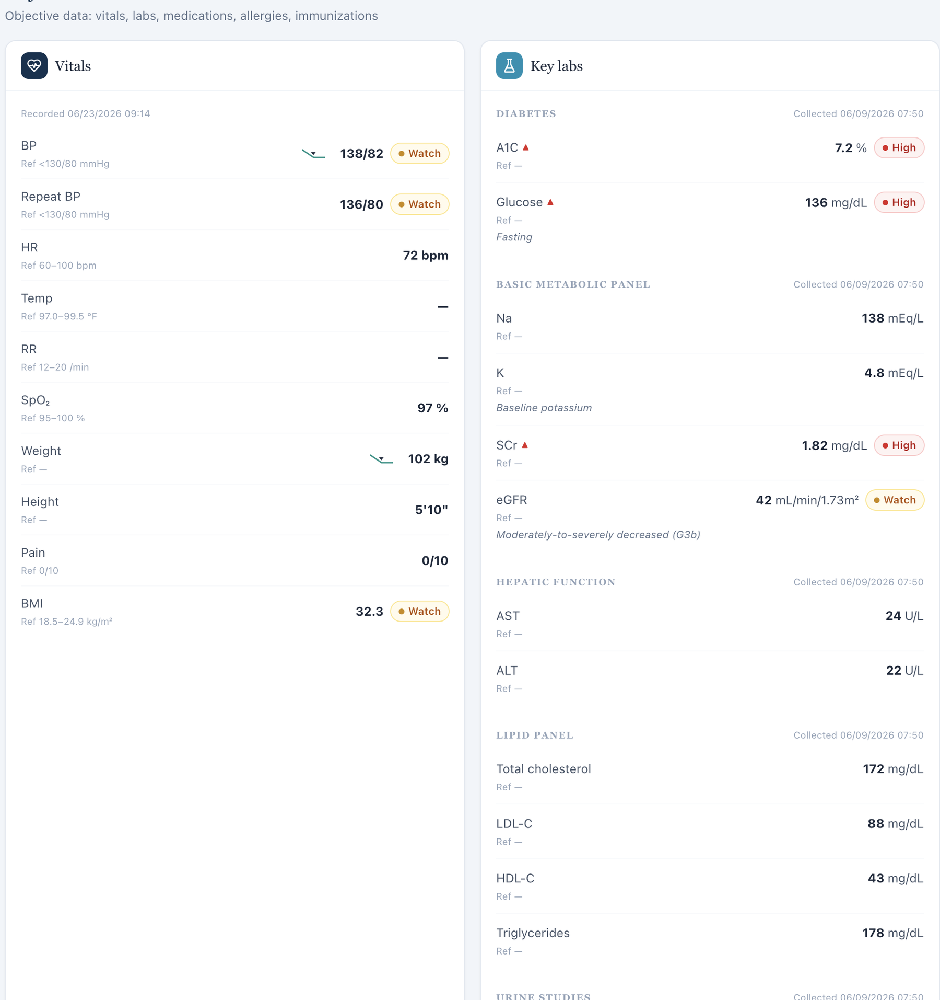 Objective data: vitals, labs, medications, allergies, immunizations
Vitals
Recorded 06/23/2026 09:14
BP
Ref <130/80 mmHg
138/82
Watch
Repeat BP
Ref <130/80 mmHg
136/80
Watch
HR
Ref 60–100 bpm
72 bpm
Temp
Ref 97.0–99.5 °F
—
RR
Ref 12–20 /min
—
SpO₂
Ref 95–100 %
97 %
Weight
Ref —
102 kg
Height
Ref —
5'10"
Pain
Ref 0/10
0/10
BMI
Ref 18.5–24.9 kg/m²
32.3
Watch
Key labs
DIABETES
Collected 06/09/2026 07:50
A1C
7.2 %
High
Ref —
Glucose
136 mg/dL
High
Ref —
Fasting
BASIC METABOLIC PANEL
Collected 06/09/2026 07:50
Na
138 mEq/L
Ref —
K
4.8 mEq/L
Ref —
Baseline potassium
SCr
1.82 mg/dL
High
Ref —
eGFR
42 mL/min/1.73m²
Watch
Ref —
Moderately-to-severely decreased (G3b)
HEPATIC FUNCTION
Collected 06/09/2026 07:50
AST
24 U/L
Ref —
ALT
22 U/L
Ref —
LIPID PANEL
Collected 06/09/2026 07:50
Total cholesterol
172 mg/dL
Ref —
LDL-C
88 mg/dL
Ref —
HDL-C
43 mg/dL
Ref —
Triglycerides
178 mg/dL
Ref —
URINE STUDIES
Collected 06/09/2026 07:50